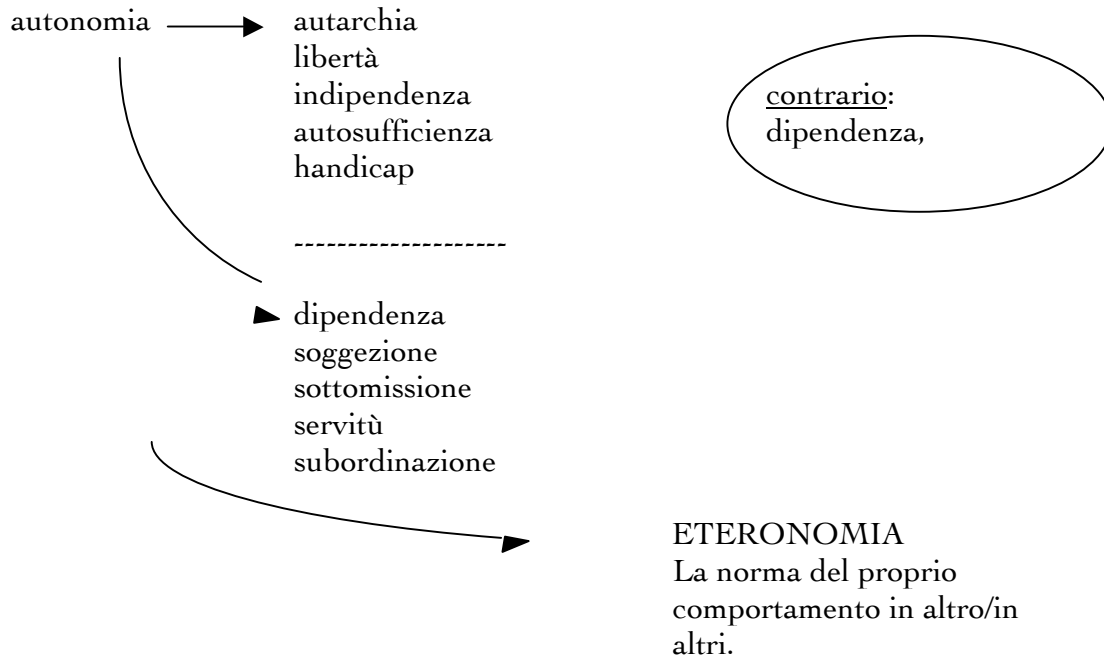 autonomia
autarchia
libertà
indipendenza
autosufficienza
handicap
contrario:
dipendenza,
--------------------
dipendenza
soggezione
sottomissione
servitù
subordinazione
ETERONOMIA
La norma del proprio
comportamento in altro/in
altri.